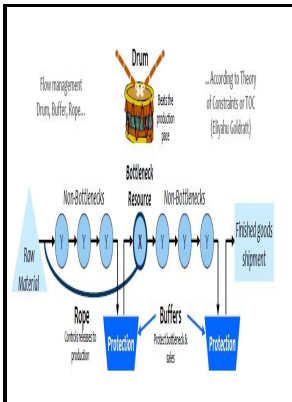 Drum
Flow management
Drum, Buffer, Rope...
Beats the
production
pace
... According to Theory
of Constraints or TOC
(Eliyahu Goldratt)
Bottleneck
Resource
Non-Bottlenecks
Non-Bottlenecks
Raw
Material
Y
Y
Y
X
Y
Y
Y
Finished goods
shipment
Rope
Controls releases to
production
Protection
Buffers
Protect bottleneck &
sales
Protection